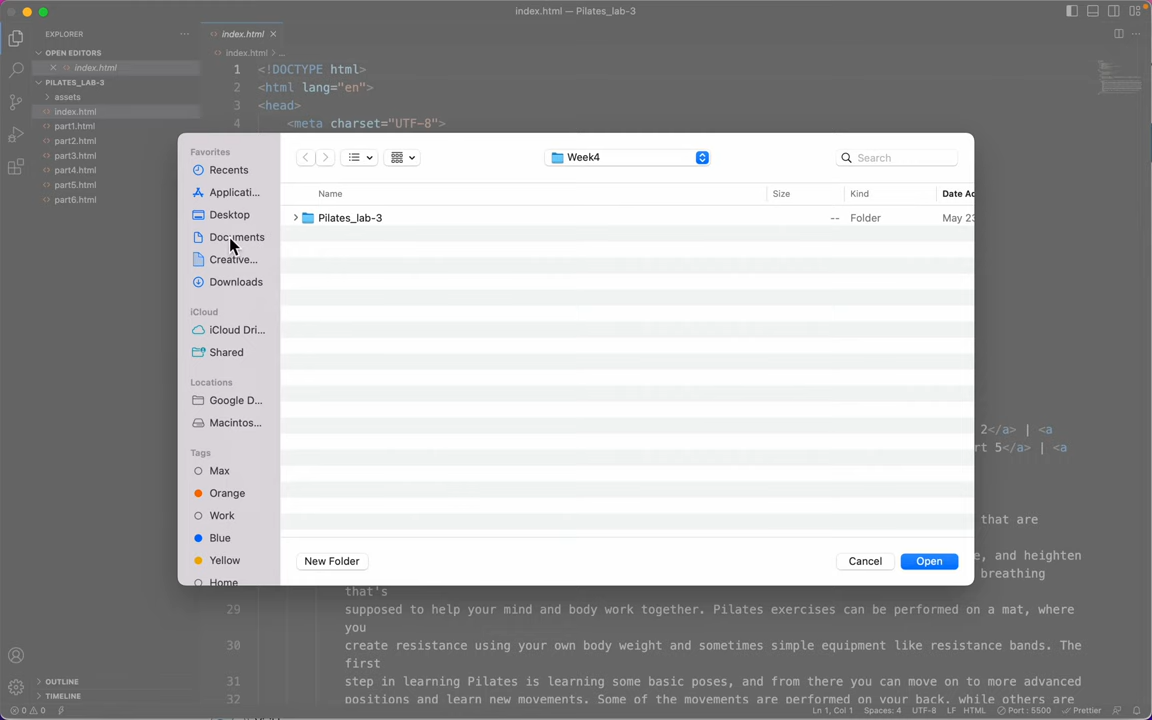 index.html — Pilates_lab-3
EXPLORER
OPEN EDITORS
index.html
PILATES_LAB-3
assets
index.html
part1.html
part2.html
part3.html
part4.html
part5.html
part6.html
OUTLINE
TIMELINE
index.html
index.html > ...
1 <!DOCTYPE html>
2 <html lang="en">
3 <head>
4 <meta charset="UTF-8">
Favorites
Recents
Applicati...
Desktop
Documents
Creative...
Downloads
iCloud
iCloud Dri...
Shared
Locations
Google D...
Macintos...
Tags
Max
Orange
Work
Blue
Yellow
Home
Week4
Search
Name Size Kind Date Ad
Pilates_lab-3 -- Folder May 23
New Folder Cancel Open
2</a> | <a
rt 5</a> | <a
that are
e, and heighten
breathing
that's
29 supposed to help your mind and body work together. Pilates exercises can be performed on a mat, where
you
30 create resistance using your own body weight and sometimes simple equipment like resistance bands. The
first
31 step in learning Pilates is learning some basic poses, and from there you can move on to more advanced
32 positions and learn new movements. Some of the movements are performed on your back, while others are
0 0 Ln 1, Col 1 Spaces: 4 UTF-8 LF HTML Port : 5500 Prettier